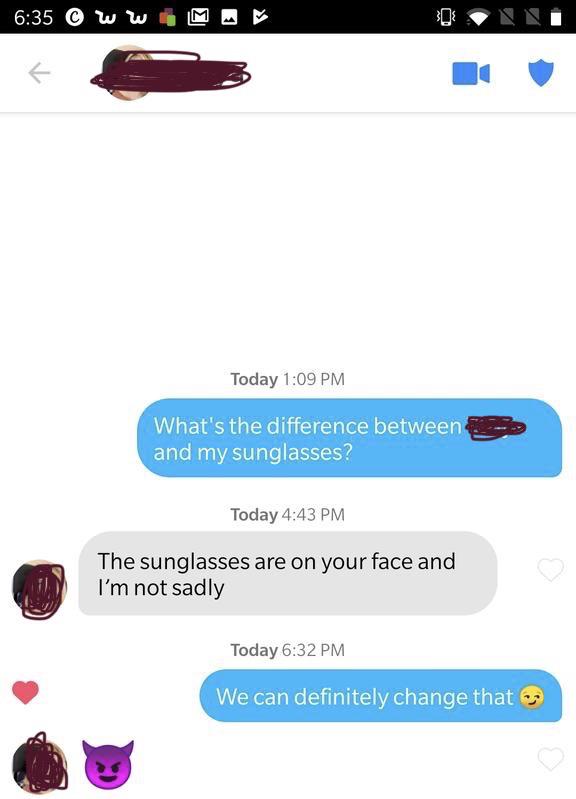 6:35
Today 1:09 PM
What's the difference between
and my sunglasses?
Today 4:43 PM
The sunglasses are on your face and
I'm not sadly
Today 6:32 PM
We can definitely change that 😏
😈